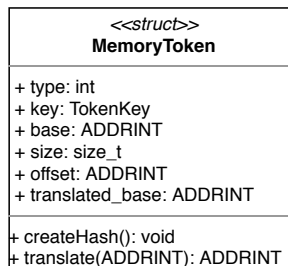 <<struct>>
MemoryToken
+ type: int
+ key: TokenKey
+ base: ADDRINT
+ size: size_t
+ offset: ADDRINT
+ translated_base: ADDRINT
+ createHash(): void
+ translate(ADDRINT): ADDRINT